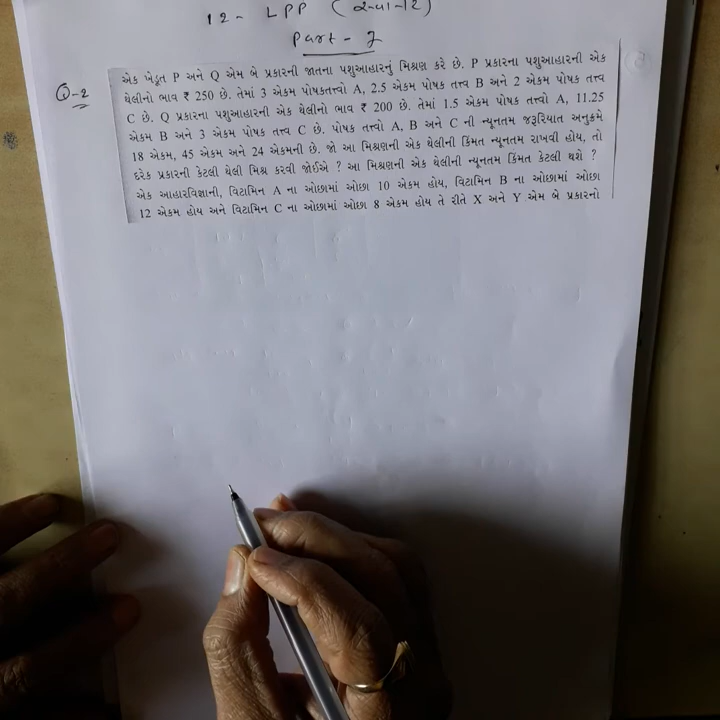 12 - LPP (સ્વા-12)
Part - 7
Q-2
એક ખેડૂત P અને Q એમ બે પ્રકારની જાતના પશુઆહારનું મિશ્રણ કરે છે. P પ્રકારના પશુઆહારની એક
થેલીનો ભાવ ₹ 250 છે. તેમાં 3 એકમ પોષકતત્ત્વો A, 2.5 એકમ પોષક તત્ત્વ B અને 2 એકમ પોષક તત્ત્વ
C છે. Q પ્રકારના પશુઆહારની એક થેલીનો ભાવ ₹ 200 છે. તેમાં 1.5 એકમ પોષક તત્ત્વો A, 11.25
એકમ B અને 3 એકમ પોષક તત્ત્વ C છે. પોષક તત્ત્વો A, B અને C ની ન્યૂનતમ જરૂરિયાત અનુક્રમે
18 એકમ, 45 એકમ અને 24 એકમની છે. જો આ મિશ્રણની એક થેલીની કિંમત ન્યૂનતમ રાખવી હોય, તો
દરેક પ્રકારની કેટલી થેલી મિશ્ર કરવી જોઈએ ? આ મિશ્રણની એક થેલીની ન્યૂનતમ કિંમત કેટલી થશે ?
એક આહારવિજ્ઞાની, વિટામિન A ના ઓછામાં ઓછા 10 એકમ હોય, વિટામિન B ના ઓછામાં ઓછા
12 એકમ હોય અને વિટામિન C ના ઓછામાં ઓછા 8 એકમ હોય તે રીતે X અને Y એમ બે પ્રકારનો